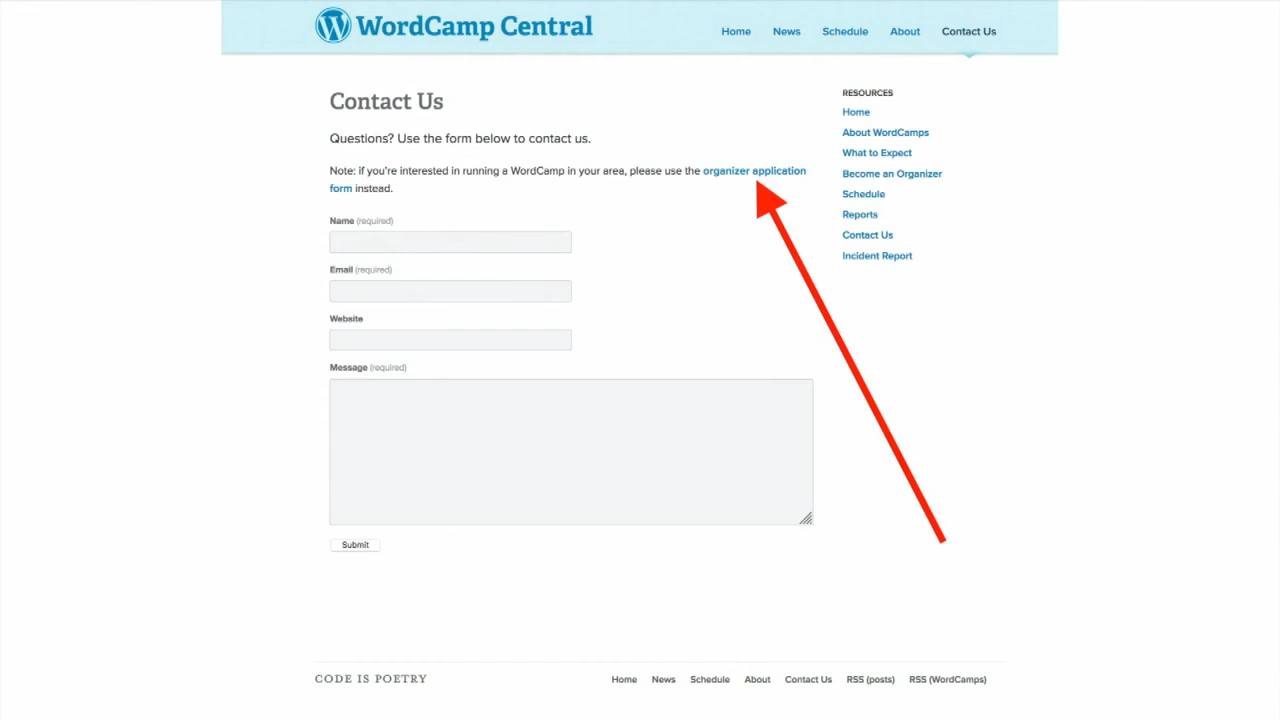 WordCamp Central
Home News Schedule About Contact Us
Contact Us
Questions? Use the form below to contact us.
Note: if you're interested in running a WordCamp in your area, please use the organizer application
form instead.
Name (required)
Email (required)
Website
Message (required)
Submit
RESOURCES
Home
About WordCamps
What to Expect
Become an Organizer
Schedule
Reports
Contact Us
Incident Report
CODE IS POETRY
Home News Schedule About Contact Us RSS (posts) RSS (WordCamps)